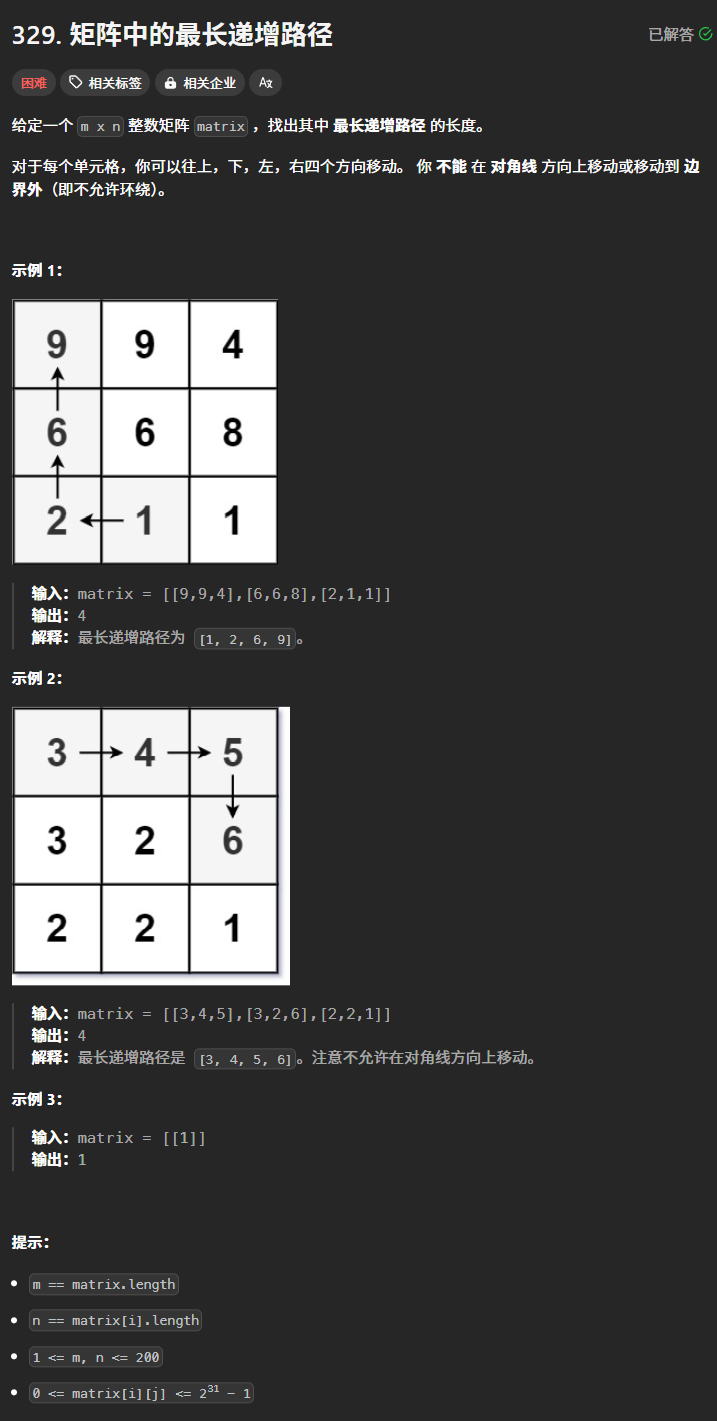 329. 矩阵中的最长递增路径
已解答
困难 相关标签 相关企业 Aあ
给定一个 m x n 整数矩阵 matrix ，找出其中 最长递增路径 的长度。
对于每个单元格，你可以往上，下，左，右四个方向移动。 你 不能 在 对角线 方向上移动或移动到 边
界外（即不允许环绕）。
示例 1：
9 9 4
6 6 8
2 1 1
输入：matrix = [[9,9,4],[6,6,8],[2,1,1]]
输出：4
解释：最长递增路径为 [1, 2, 6, 9]。
示例 2：
3 4 5
3 2 6
2 2 1
输入：matrix = [[3,4,5],[3,2,6],[2,2,1]]
输出：4
解释：最长递增路径是 [3, 4, 5, 6]。注意不允许在对角线方向上移动。
示例 3：
输入：matrix = [[1]]
输出：1
提示：
m == matrix.length
n == matrix[i].length
1 <= m, n <= 200
0 <= matrix[i][j] <= 2³¹ - 1